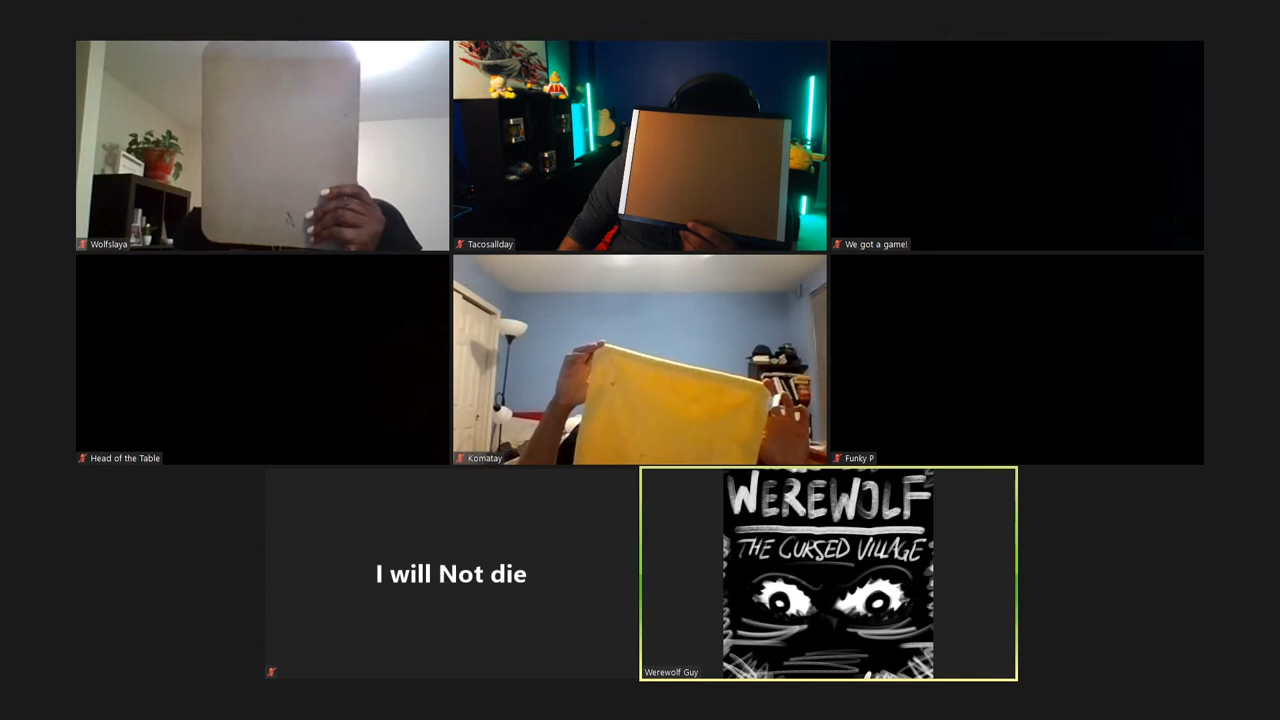 Wolfslaya
Tacosallday
We got a game!
Head of the Table
Komatay
Funky P
I will Not die
WEREWOLF
THE CURSED VILLAGE
Werewolf Guy